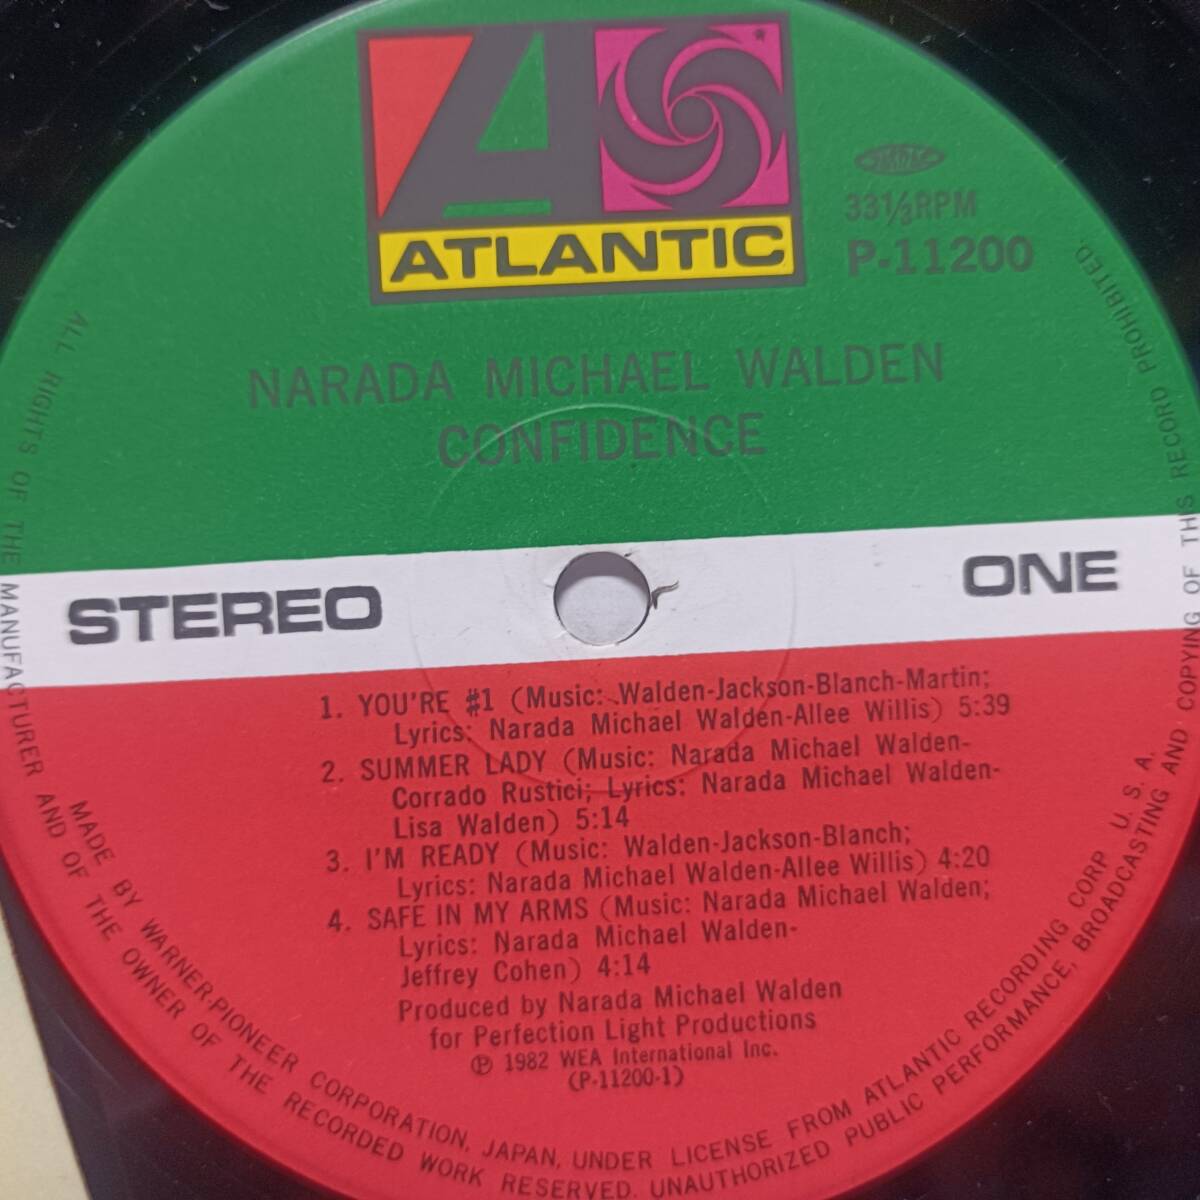 ATLANTIC
JASRAC
33⅓RPM
P-11200
NARADA MICHAEL WALDEN
CONFIDENCE
STEREO
ONE
1. YOU'RE #1 (Music: Walden-Jackson-Blanch-Martin;
Lyrics: Narada Michael Walden-Allee Willis) 5:39
2. SUMMER LADY (Music: Narada Michael Walden-
Corrado Rustici; Lyrics: Narada Michael Walden-
Lisa Walden) 5:14
3. I'M READY (Music: Walden-Jackson-Blanch;
Lyrics: Narada Michael Walden-Allee Willis) 4:20
4. SAFE IN MY ARMS (Music: Narada Michael Walden;
Lyrics: Narada Michael Walden-
Jeffrey Cohen) 4:14
Produced by Narada Michael Walden
for Perfection Light Productions
℗ 1982 WEA International Inc.
(P-11200-1)
MADE BY WARNER-PIONEER CORPORATION, JAPAN, UNDER LICENSE FROM ATLANTIC RECORDING CORP. U. S. A.
ALL RIGHTS OF THE MANUFACTURER AND OF THE OWNER OF THE RECORDED WORK RESERVED. UNAUTHORIZED PUBLIC PERFORMANCE, BROADCASTING AND COPYING OF THIS RECORD PROHIBITED.